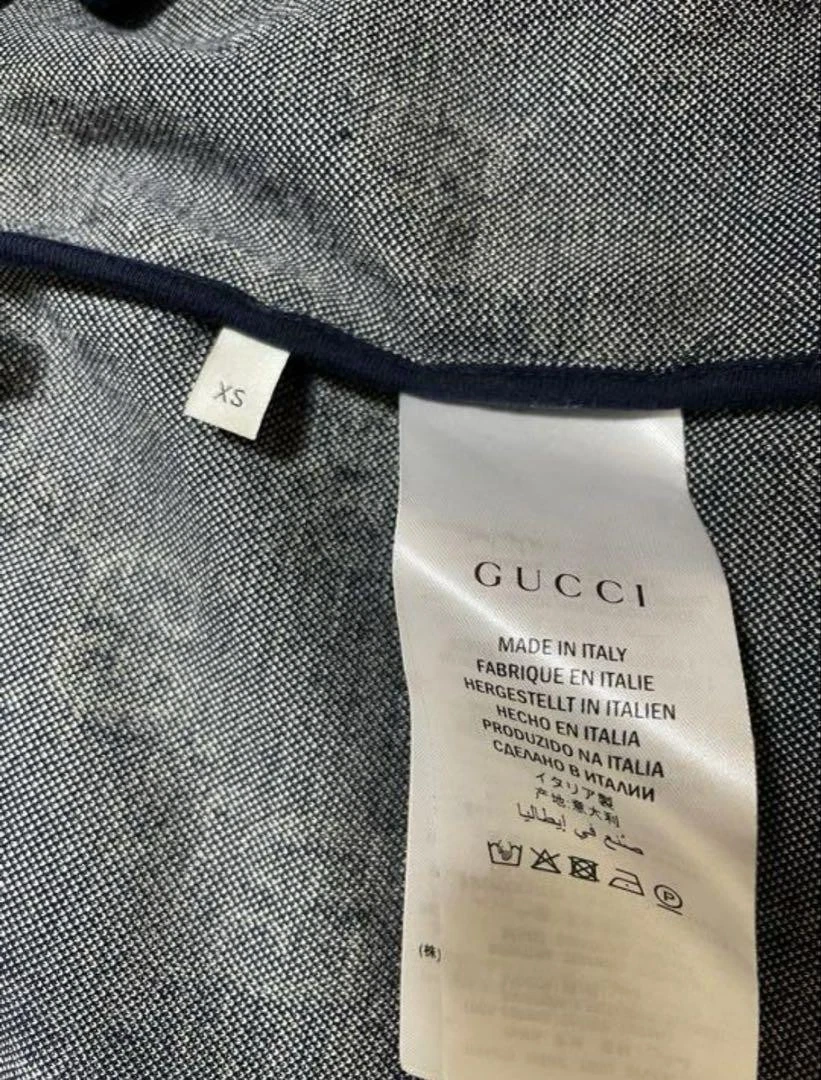 XS
GUCCI
MADE IN ITALY
FABRIQUE EN ITALIE
HERGESTELLT IN ITALIEN
HECHO EN ITALIA
PRODUZIDO NA ITALIA
СДЕЛАНО В ИТАЛИИ
イタリア製
产地:意大利
صنع في إيطاليا
P
(株)